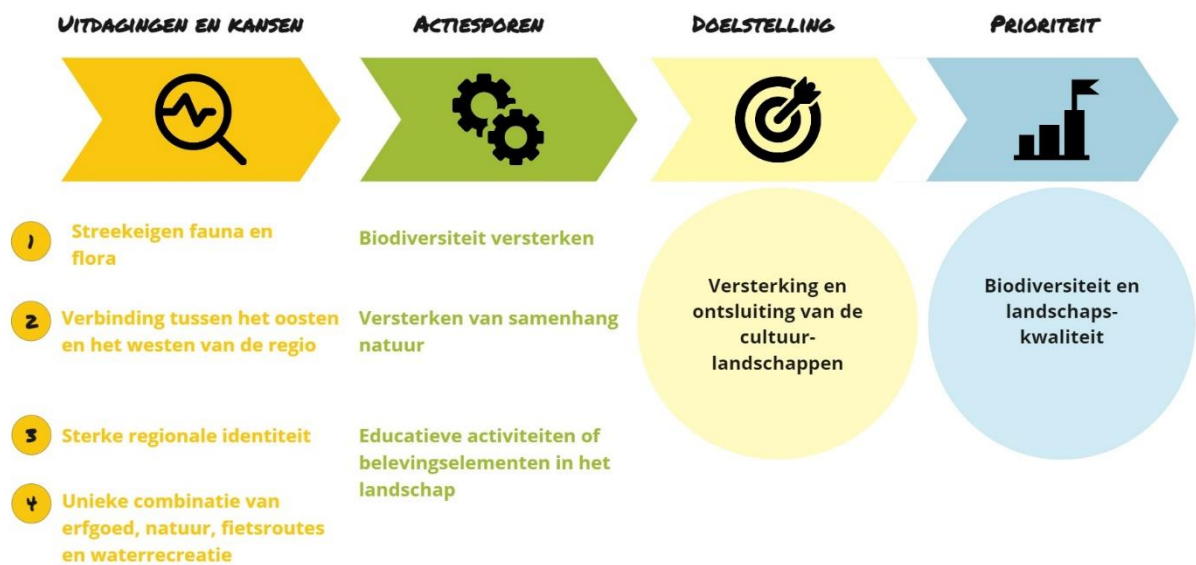 Uitdagingen en kansen
Actiesporen
Doelstelling
Prioriteit
1
Streekeigen fauna en
flora
Biodiversiteit versterken
2
Verbinding tussen het oosten
en het westen van de regio
Versterken van samenhang
natuur
3
Sterke regionale identiteit
Educatieve activiteiten of
belevingselementen in het
landschap
4
Unieke combinatie van
erfgoed, natuur, fietsroutes
en waterrecreatie
Versterking en
ontsluiting van de
cultuur-
landschappen
Biodiversiteit en
landschaps-
kwaliteit